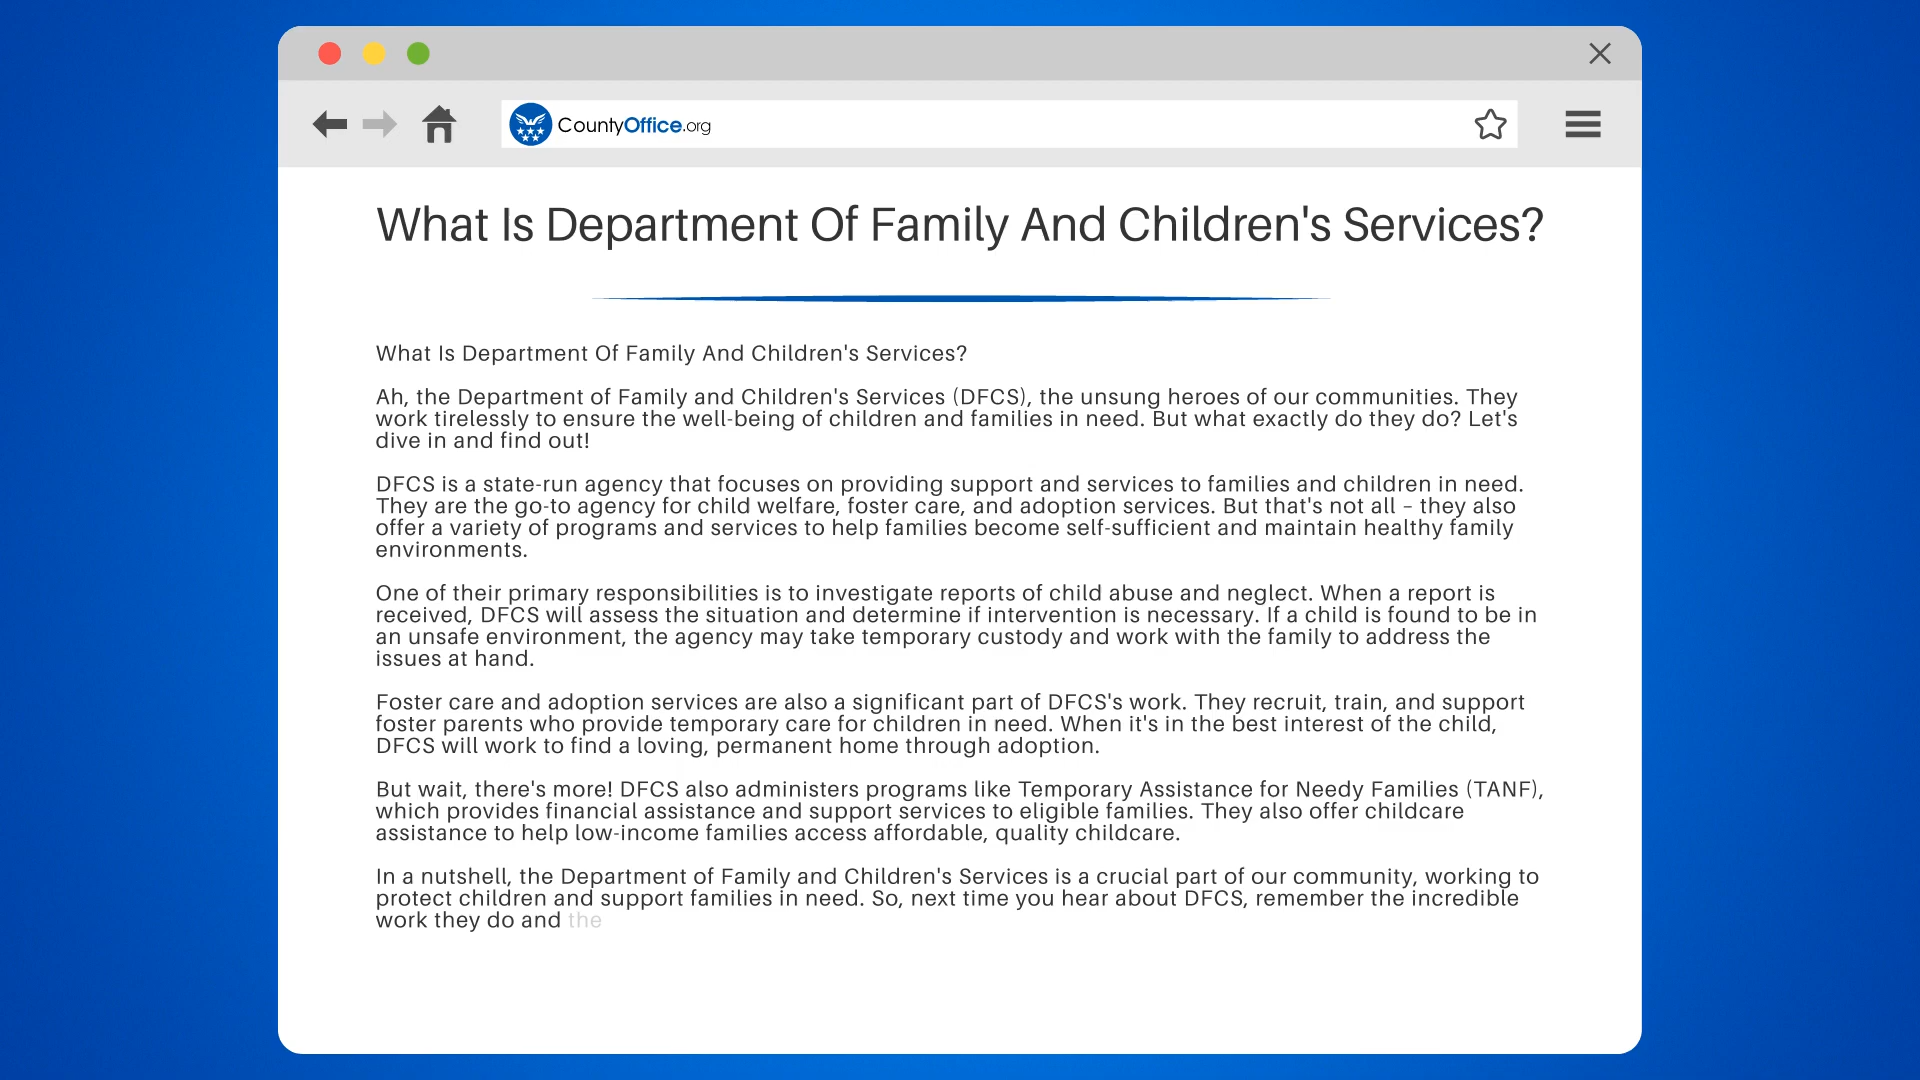 CountyOffice.org
What Is Department Of Family And Children's Services?
What Is Department Of Family And Children's Services?
Ah, the Department of Family and Children's Services (DFCS), the unsung heroes of our communities. They
work tirelessly to ensure the well-being of children and families in need. But what exactly do they do? Let's
dive in and find out!
DFCS is a state-run agency that focuses on providing support and services to families and children in need.
They are the go-to agency for child welfare, foster care, and adoption services. But that's not all – they also
offer a variety of programs and services to help families become self-sufficient and maintain healthy family
environments.
One of their primary responsibilities is to investigate reports of child abuse and neglect. When a report is
received, DFCS will assess the situation and determine if intervention is necessary. If a child is found to be in
an unsafe environment, the agency may take temporary custody and work with the family to address the
issues at hand.
Foster care and adoption services are also a significant part of DFCS's work. They recruit, train, and support
foster parents who provide temporary care for children in need. When it's in the best interest of the child,
DFCS will work to find a loving, permanent home through adoption.
But wait, there's more! DFCS also administers programs like Temporary Assistance for Needy Families (TANF),
which provides financial assistance and support services to eligible families. They also offer childcare
assistance to help low-income families access affordable, quality childcare.
In a nutshell, the Department of Family and Children's Services is a crucial part of our community, working to
protect children and support families in need. So, next time you hear about DFCS, remember the incredible
work they do and the